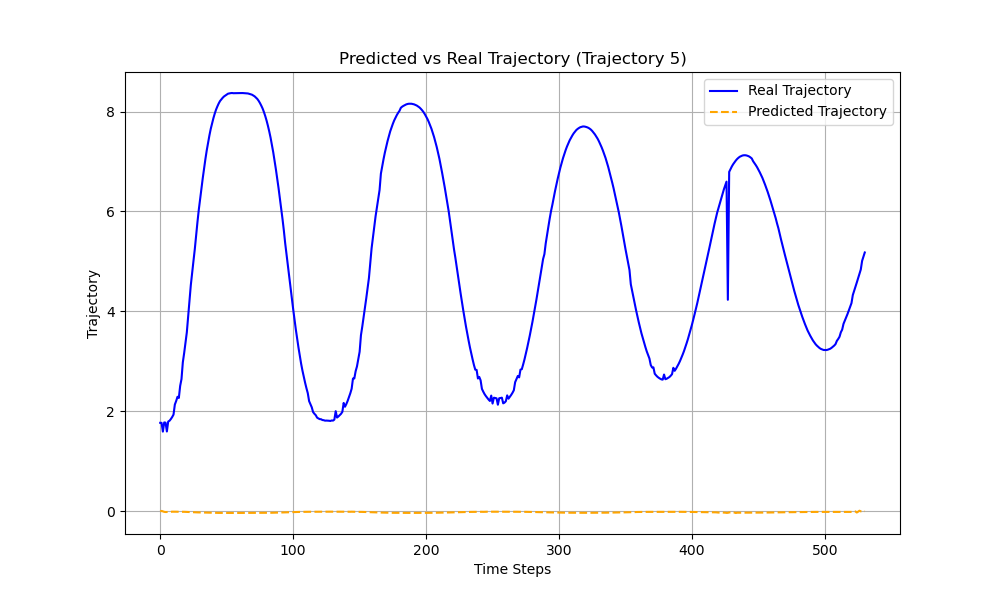 Predicted vs Real Trajectory (Trajectory 5)
Real Trajectory
Predicted Trajectory
Trajectory
8
6
4
2
0
0 100 200 300 400 500
Time Steps